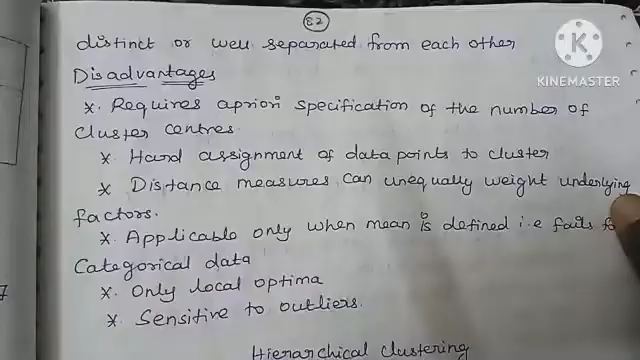 82
distinct or well separated from each other
KINEMASTER
Disadvantages
* Requires apriori specification of the number of
cluster centres.
* Hard assignment of data points to cluster
* Distance measures can unequally weight underlying
factors.
* Applicable only when mean is defined i.e fails
Categorical data
* Only local optima
* Sensitive to outliers.
Hierarchical clustering